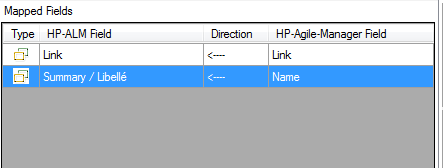 Mapped Fields
Type HP-ALM Field Direction HP-Agile-Manager Field
Link <---- Link
Summary / Libellé <---- Name